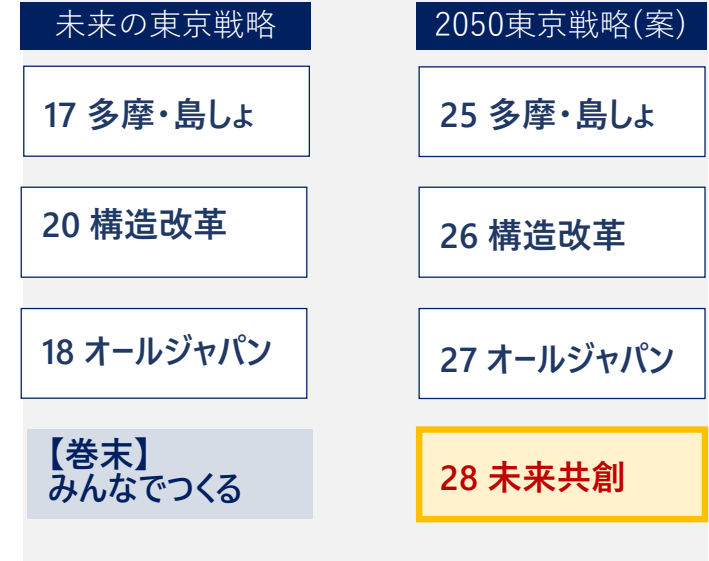 未来の東京戦略
2050東京戦略(案)
17 多摩・島しょ
25 多摩・島しょ
20 構造改革
26 構造改革
18 オールジャパン
27 オールジャパン
【巻末】
みんなでつくる
28 未来共創